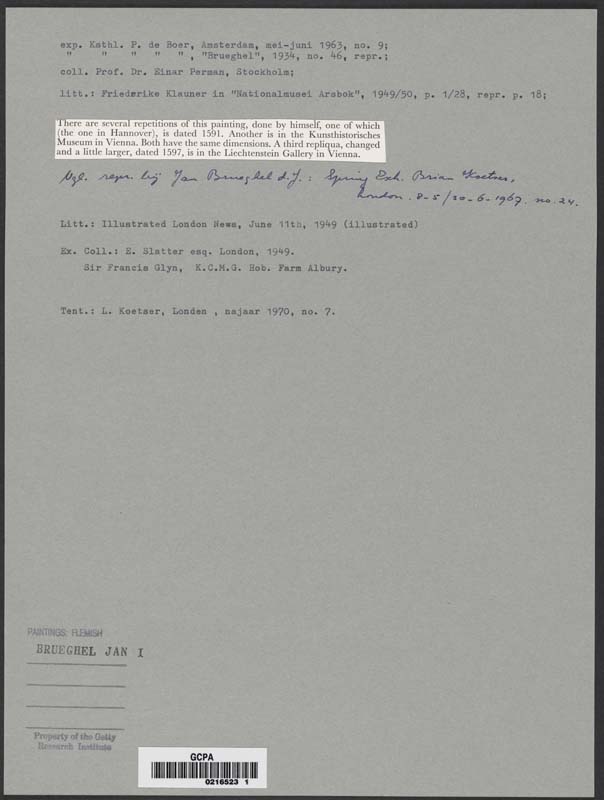 exp. Kathl. P. de Boer, Amsterdam, mei-juni 1963, no. 9;
" " " " " , "Brueghel", 1934, no. 46, repr.;
coll. Prof. Dr. Einar Perman, Stockholm;
litt.: Friederike Klauner in "Nationalmusei Arsbok", 1949/50, p. 1/28, repr. p. 18;
There are several repetitions of this painting, done by himself, one of which
(the one in Hannover), is dated 1591. Another is in the Kunsthistorisches
Museum in Vienna. Both have the same dimensions. A third repliqua, changed
and a little larger, dated 1597, is in the Liechtenstein Gallery in Vienna.
Vgl. repr. bij Jan Brueghel d. J.: Spring Exh. Brian Koetser,
London. 8-5/30-6-1967. no. 24.
Litt.: Illustrated London News, June 11th, 1949 (illustrated)
Ex. Coll.: E. Slatter esq. London, 1949.
Sir Francis Glyn, K.C.M.G. Hob. Farm Albury.
Tent.: L. Koetser, Londen , najaar 1970, no. 7.
PAINTINGS: FLEMISH
BRUEGHEL JAN I
Property of the Getty
Research Institute
GCPA
0216523 1